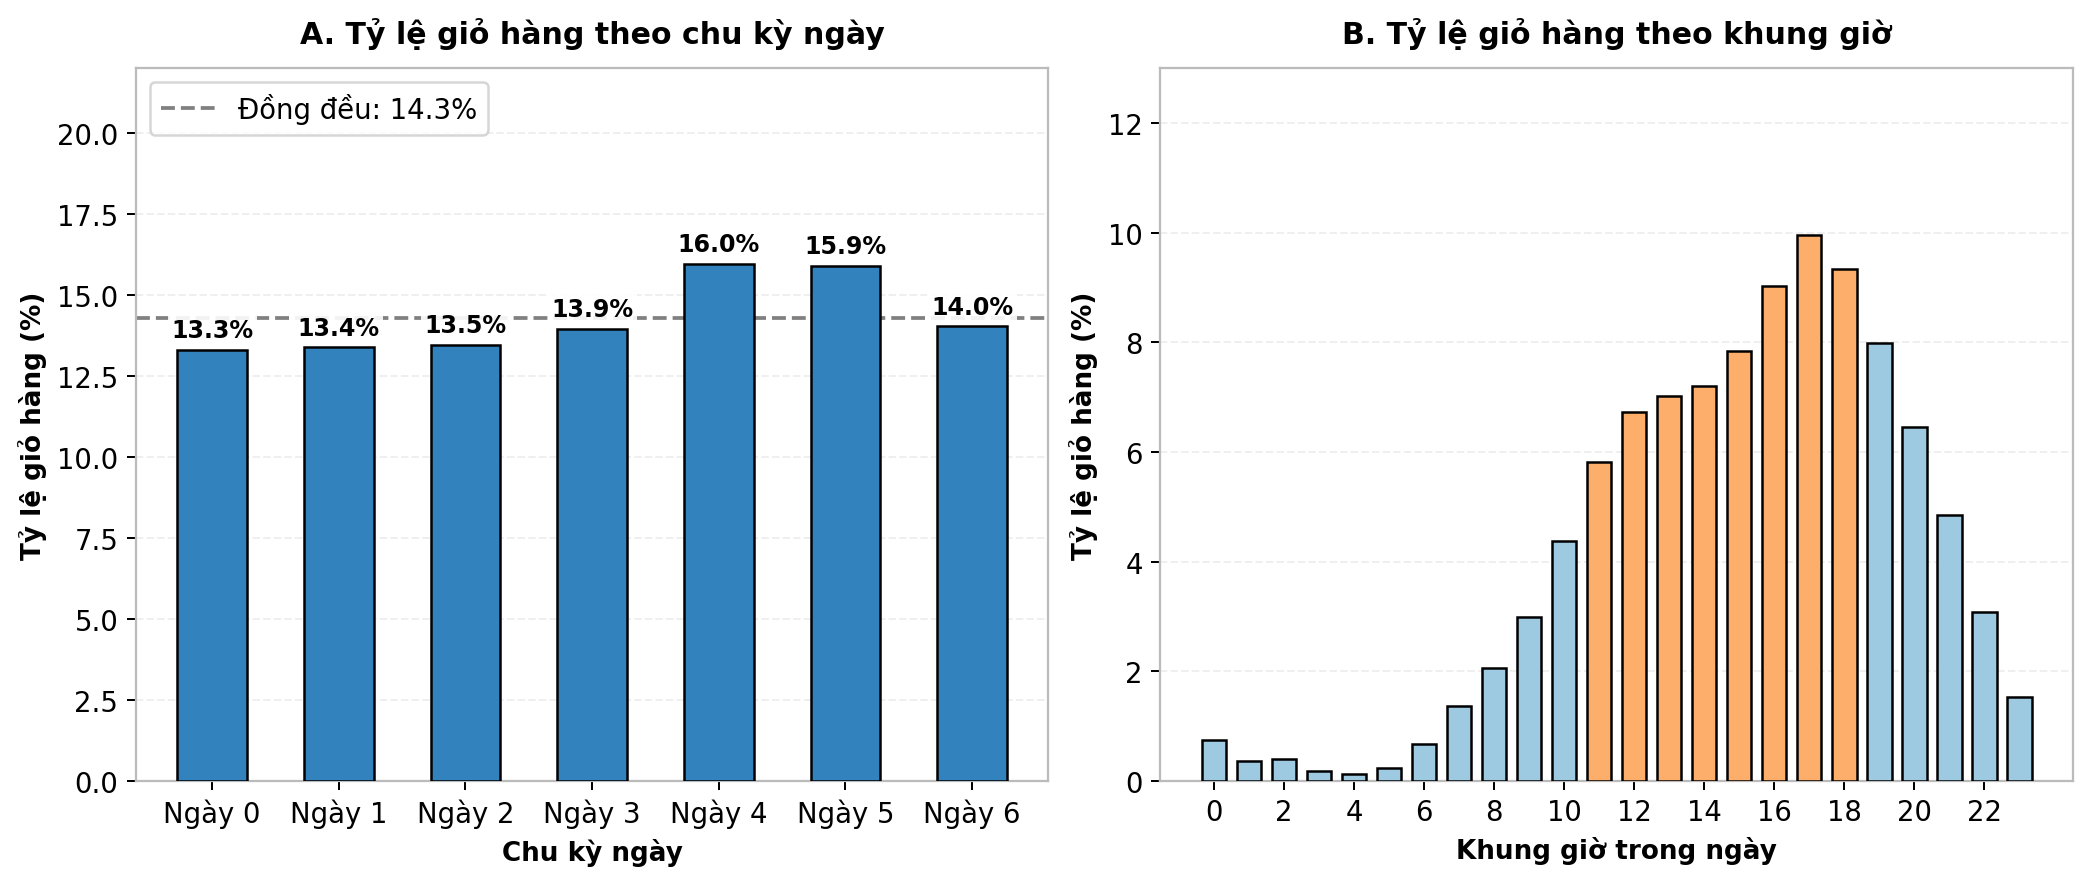 A. Tỷ lệ giỏ hàng theo chu kỳ ngày
Đồng đều: 14.3%
Tỷ lệ giỏ hàng (%)
20.0
17.5
15.0
12.5
10.0
7.5
5.0
2.5
0.0
13.3%
13.4%
13.5%
13.9%
16.0%
15.9%
14.0%
Ngày 0 Ngày 1 Ngày 2 Ngày 3 Ngày 4 Ngày 5 Ngày 6
Chu kỳ ngày
B. Tỷ lệ giỏ hàng theo khung giờ
Tỷ lệ giỏ hàng (%)
12
10
8
6
4
2
0
0 2 4 6 8 10 12 14 16 18 20 22
Khung giờ trong ngày